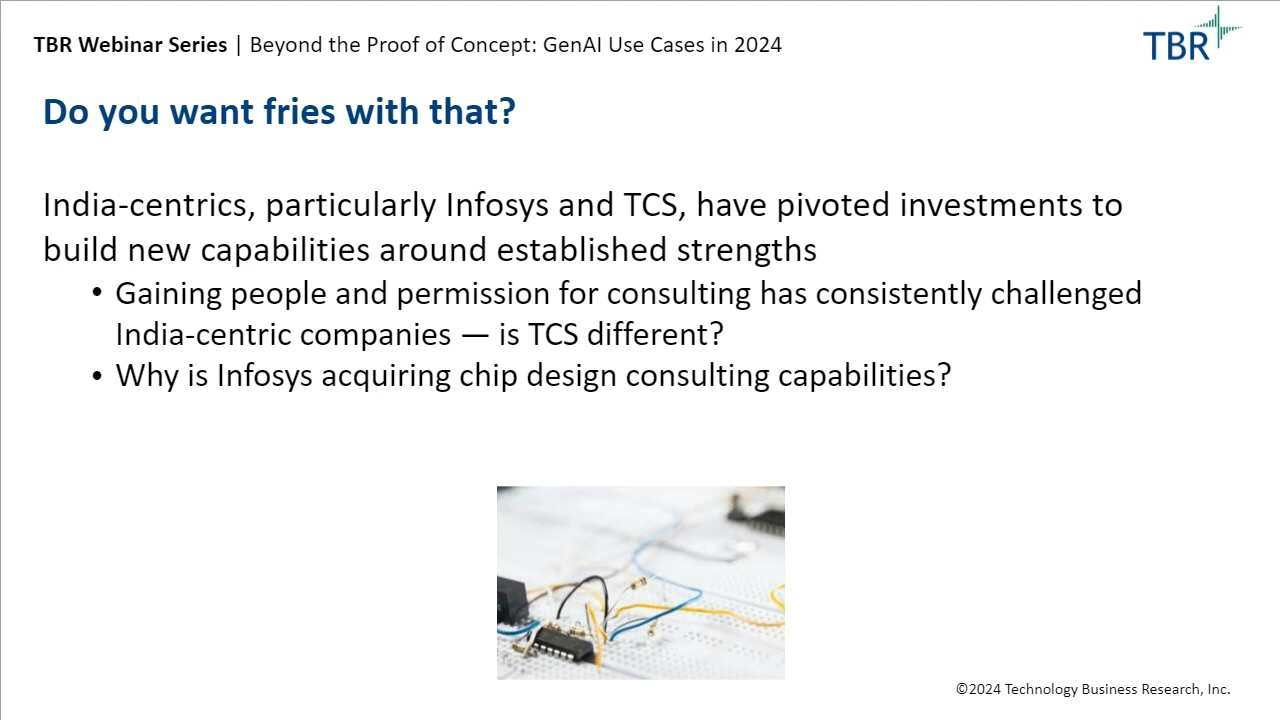 TBR Webinar Series | Beyond the Proof of Concept: GenAI Use Cases in 2024
TBR
Do you want fries with that?
India-centrics, particularly Infosys and TCS, have pivoted investments to
build new capabilities around established strengths
• Gaining people and permission for consulting has consistently challenged
India-centric companies — is TCS different?
• Why is Infosys acquiring chip design consulting capabilities?
©2024 Technology Business Research, Inc.